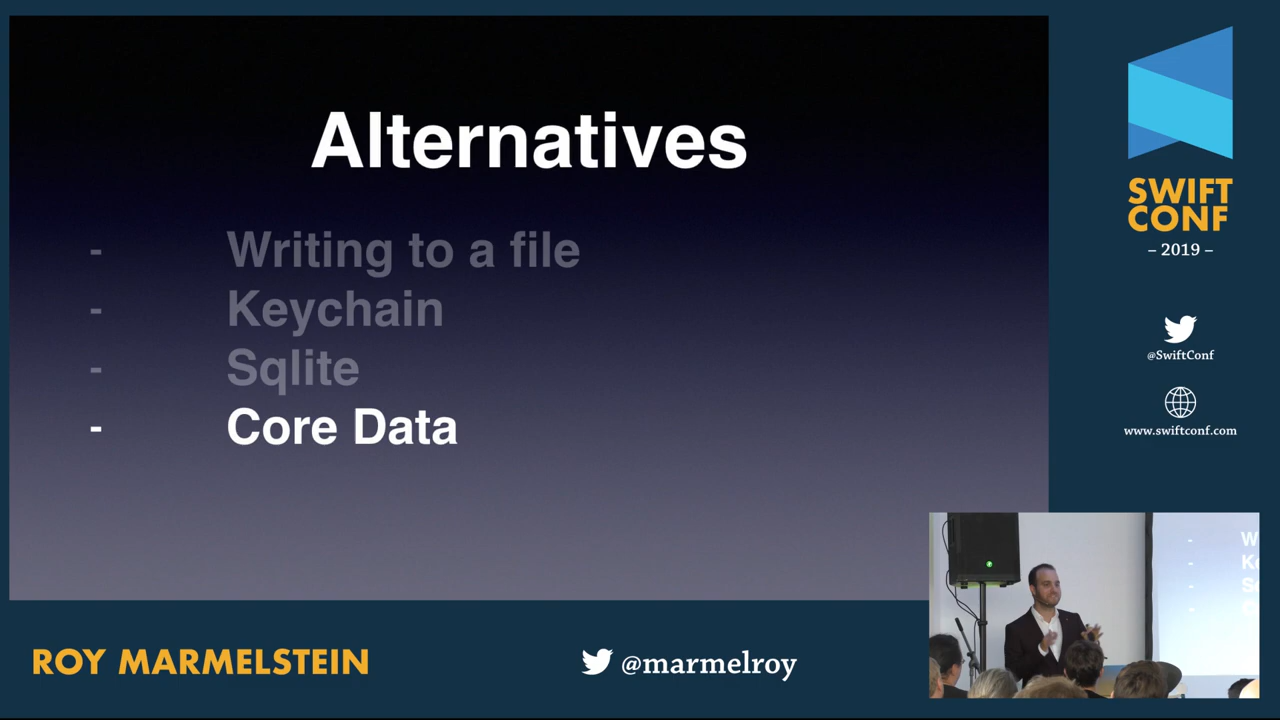 Alternatives
- Writing to a file
- Keychain
- Sqlite
- Core Data
SWIFT
CONF
– 2019 –
@SwiftConf
www.swiftconf.com
ROY MARMELSTEIN
@marmelroy